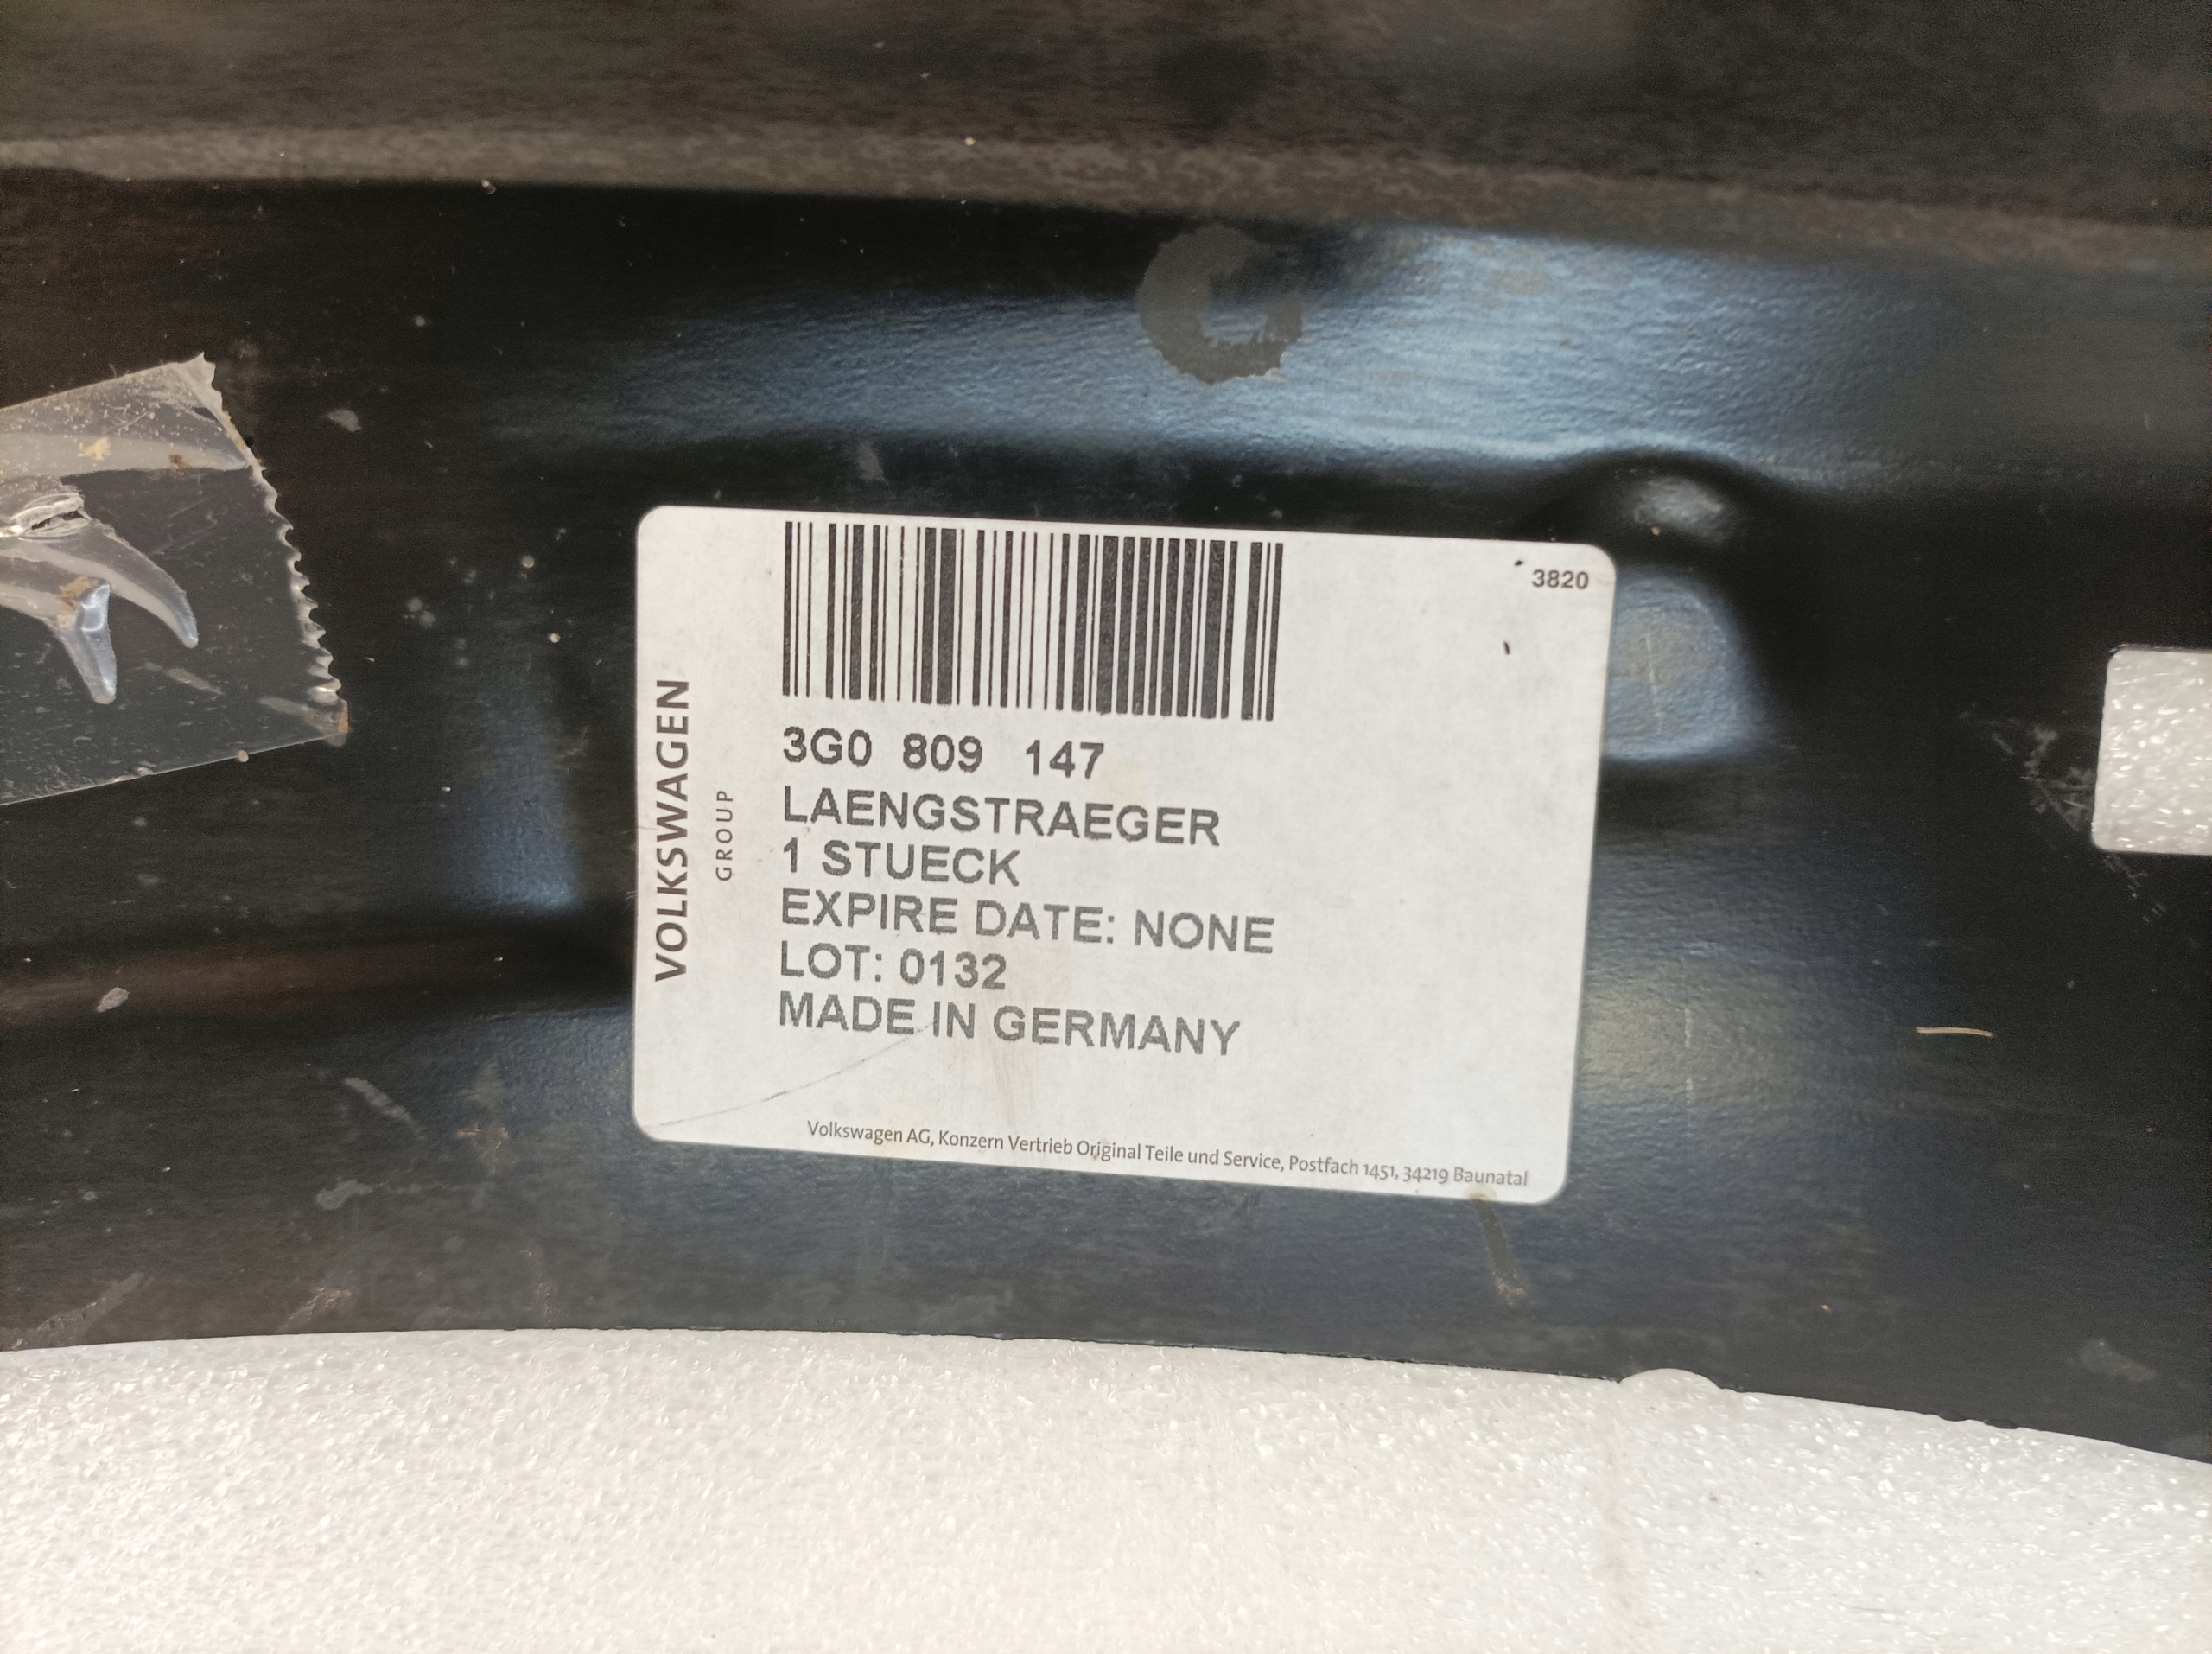 3820
VOLKSWAGEN
GROUP
3G0 809 147
LAENGSTRAEGER
1 STUECK
EXPIRE DATE: NONE
LOT: 0132
MADE IN GERMANY
Volkswagen AG, Konzern Vertrieb Original Teile und Service, Postfach 1451, 34219 Baunatal